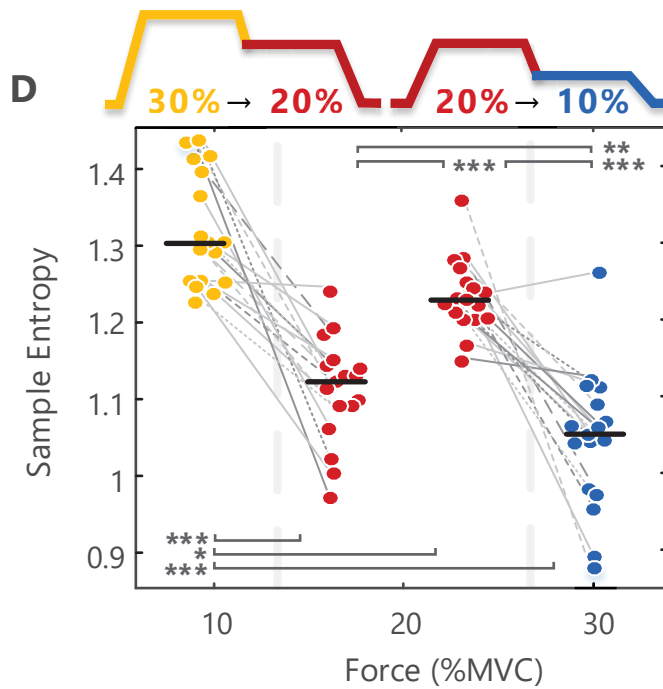 D
30% → 20% 20% → 10%
**
*** ***
1.4
1.3
1.2
1.1
1
0.9
Sample Entropy
***
*
***
10 20 30
Force (%MVC)